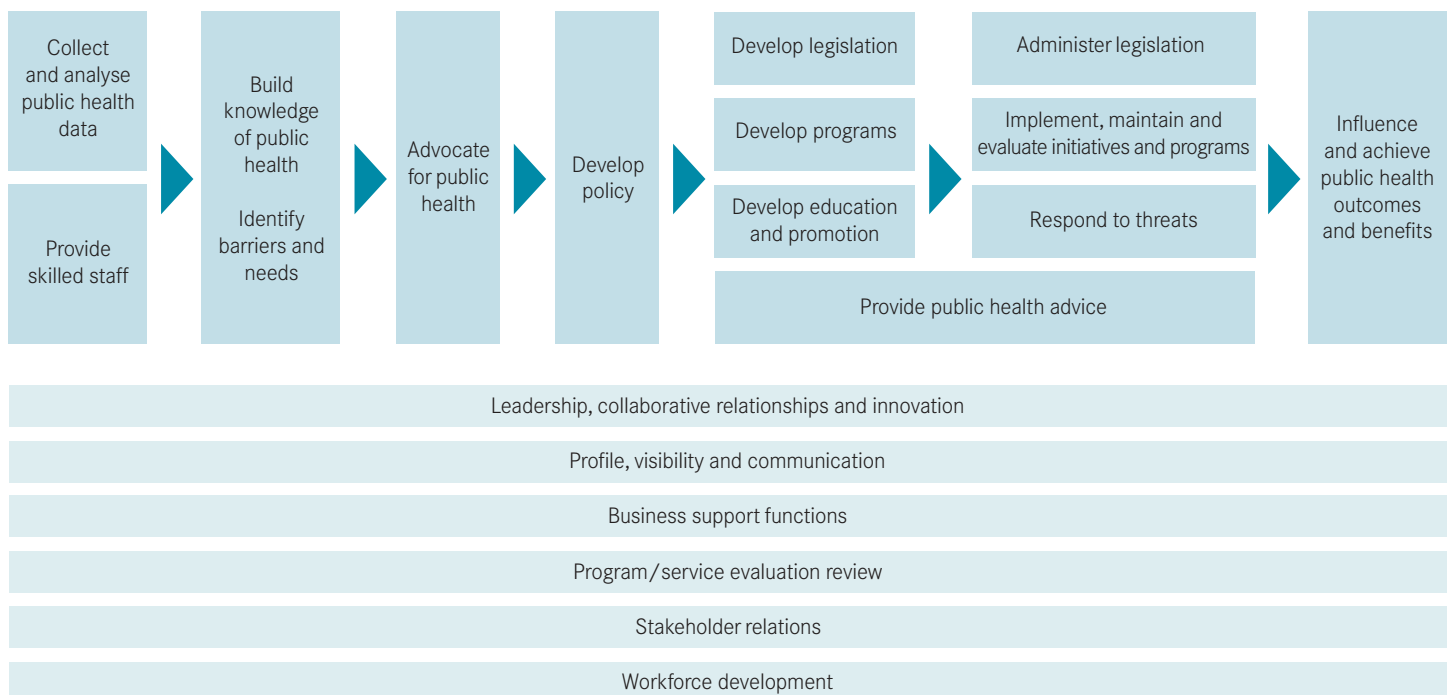 Collect
and analyse
public health
data
Provide
skilled staff
Build
knowledge
of public
health
Identify
barriers and
needs
Advocate
for public
health
Develop
policy
Develop legislation
Develop programs
Develop education
and promotion
Administer legislation
Implement, maintain and
evaluate initiatives and programs
Respond to threats
Provide public health advice
Influence
and achieve
public health
outcomes
and benefits
Leadership, collaborative relationships and innovation
Profile, visibility and communication
Business support functions
Program/service evaluation review
Stakeholder relations
Workforce development